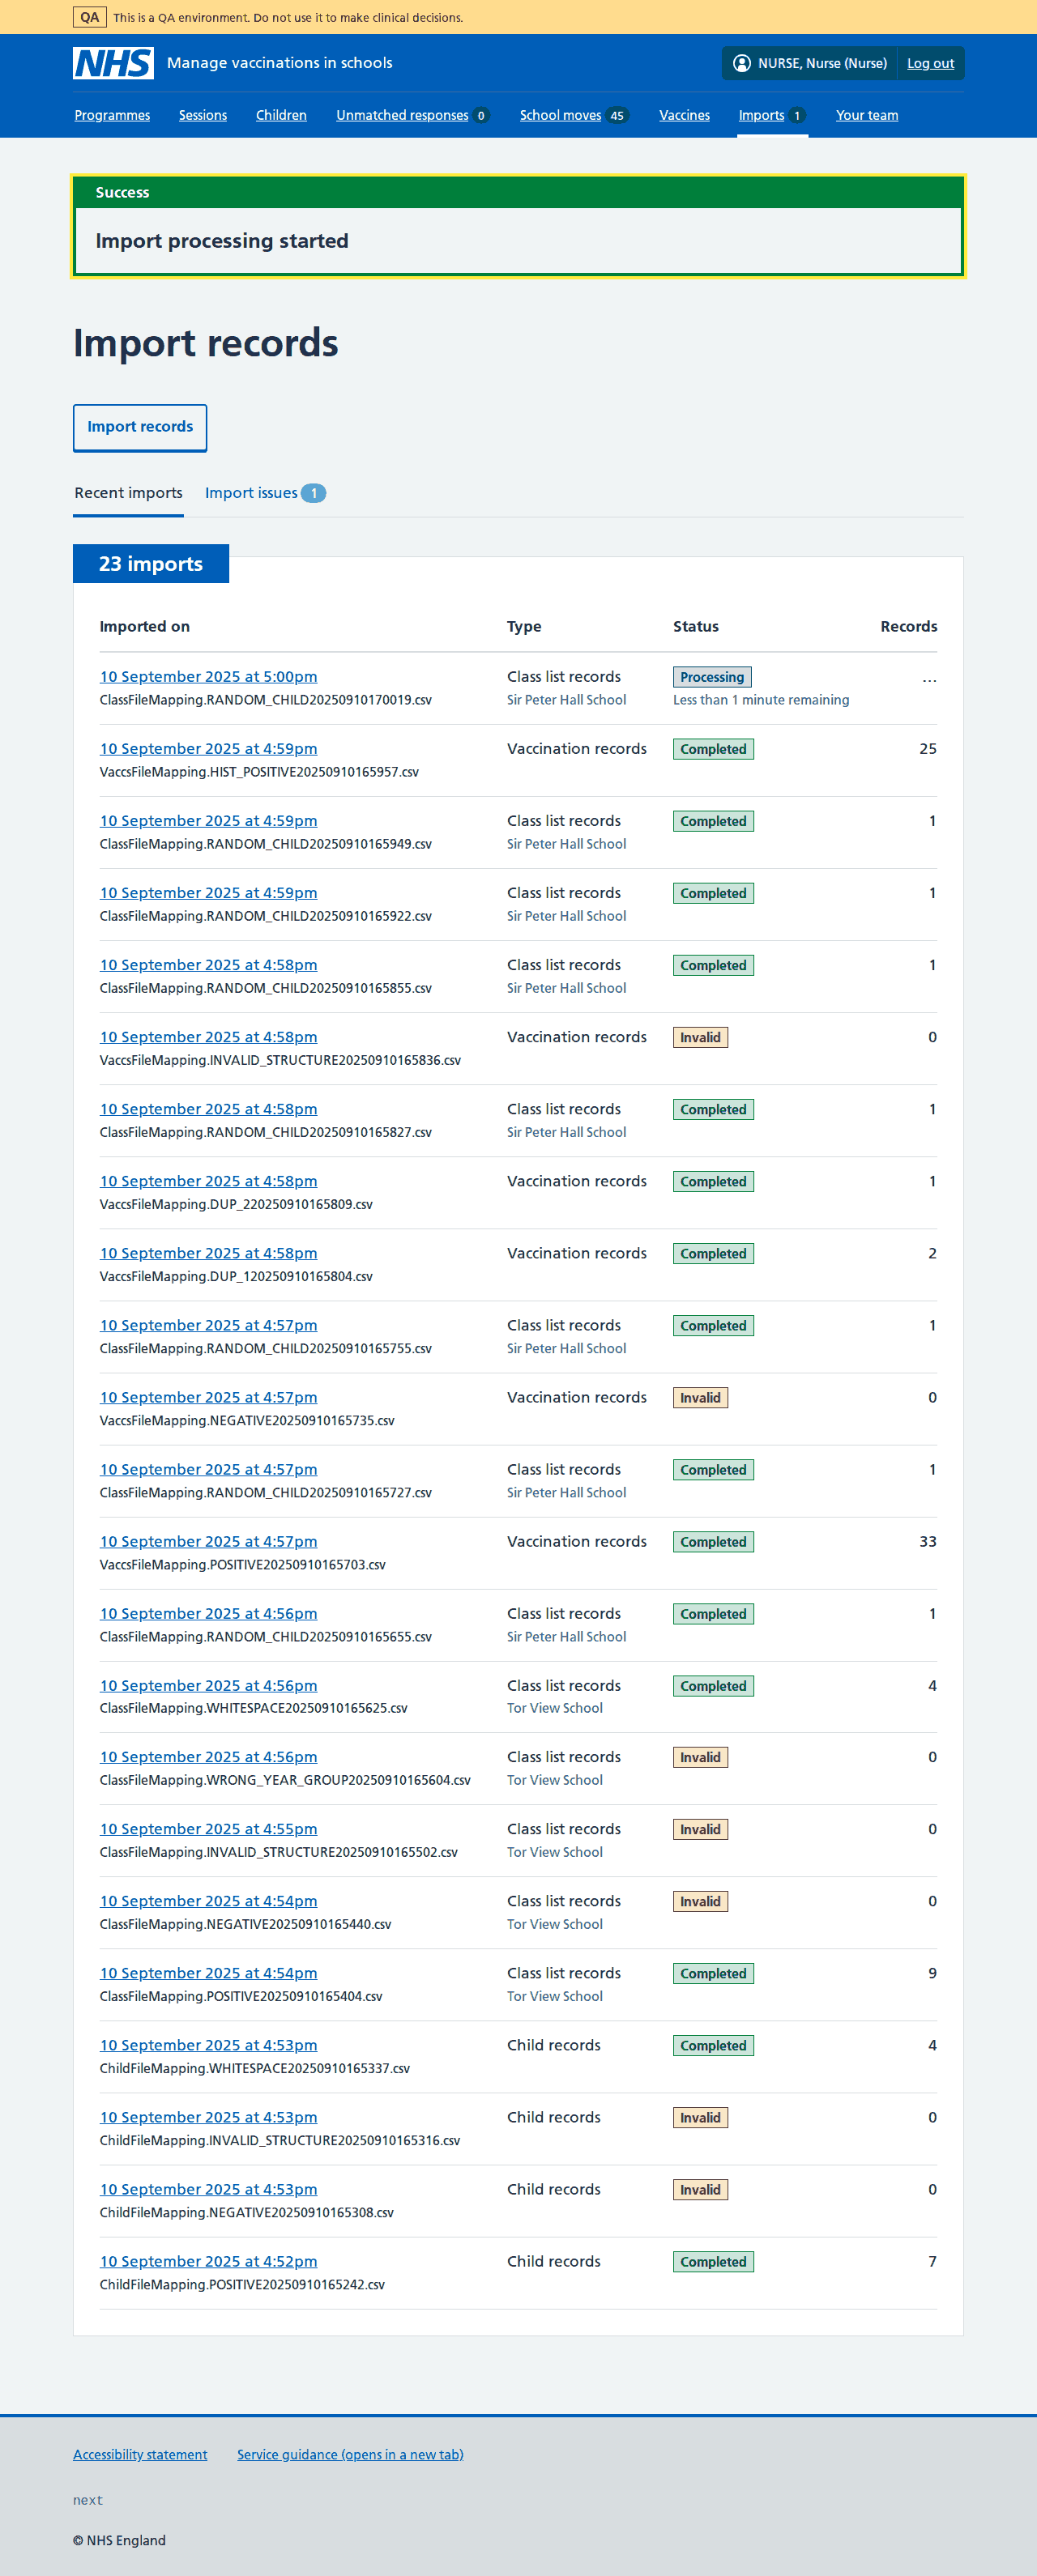 QA This is a QA environment. Do not use it to make clinical decisions.
NHS Manage vaccinations in schools NURSE, Nurse (Nurse) Log out
Programmes Sessions Children Unmatched responses 0 School moves 45 Vaccines Imports 1 Your team
Success
Import processing started
Import records
Import records
Recent imports Import issues 1
23 imports
Imported on Type Status Records
10 September 2025 at 5:00pm Class list records Processing ...
ClassFileMapping.RANDOM_CHILD20250910170019.csv Sir Peter Hall School Less than 1 minute remaining
10 September 2025 at 4:59pm Vaccination records Completed 25
VaccsFileMapping.HIST_POSITIVE20250910165957.csv
10 September 2025 at 4:59pm Class list records Completed 1
ClassFileMapping.RANDOM_CHILD20250910165949.csv Sir Peter Hall School
10 September 2025 at 4:59pm Class list records Completed 1
ClassFileMapping.RANDOM_CHILD20250910165922.csv Sir Peter Hall School
10 September 2025 at 4:58pm Class list records Completed 1
ClassFileMapping.RANDOM_CHILD20250910165855.csv Sir Peter Hall School
10 September 2025 at 4:58pm Vaccination records Invalid 0
VaccsFileMapping.INVALID_STRUCTURE20250910165836.csv
10 September 2025 at 4:58pm Class list records Completed 1
ClassFileMapping.RANDOM_CHILD20250910165827.csv Sir Peter Hall School
10 September 2025 at 4:58pm Vaccination records Completed 1
VaccsFileMapping.DUP_220250910165809.csv
10 September 2025 at 4:58pm Vaccination records Completed 2
VaccsFileMapping.DUP_120250910165804.csv
10 September 2025 at 4:57pm Class list records Completed 1
ClassFileMapping.RANDOM_CHILD20250910165755.csv Sir Peter Hall School
10 September 2025 at 4:57pm Vaccination records Invalid 0
VaccsFileMapping.NEGATIVE20250910165735.csv
10 September 2025 at 4:57pm Class list records Completed 1
ClassFileMapping.RANDOM_CHILD20250910165727.csv Sir Peter Hall School
10 September 2025 at 4:57pm Vaccination records Completed 33
VaccsFileMapping.POSITIVE20250910165703.csv
10 September 2025 at 4:56pm Class list records Completed 1
ClassFileMapping.RANDOM_CHILD20250910165655.csv Sir Peter Hall School
10 September 2025 at 4:56pm Class list records Completed 4
ClassFileMapping.WHITESPACE20250910165625.csv Tor View School
10 September 2025 at 4:56pm Class list records Invalid 0
ClassFileMapping.WRONG_YEAR_GROUP20250910165604.csv Tor View School
10 September 2025 at 4:55pm Class list records Invalid 0
ClassFileMapping.INVALID_STRUCTURE20250910165502.csv Tor View School
10 September 2025 at 4:54pm Class list records Invalid 0
ClassFileMapping.NEGATIVE20250910165440.csv Tor View School
10 September 2025 at 4:54pm Class list records Completed 9
ClassFileMapping.POSITIVE20250910165404.csv Tor View School
10 September 2025 at 4:53pm Child records Completed 4
ChildFileMapping.WHITESPACE20250910165337.csv
10 September 2025 at 4:53pm Child records Invalid 0
ChildFileMapping.INVALID_STRUCTURE20250910165316.csv
10 September 2025 at 4:53pm Child records Invalid 0
ChildFileMapping.NEGATIVE20250910165308.csv
10 September 2025 at 4:52pm Child records Completed 7
ChildFileMapping.POSITIVE20250910165242.csv
Accessibility statement Service guidance (opens in a new tab)
next
© NHS England